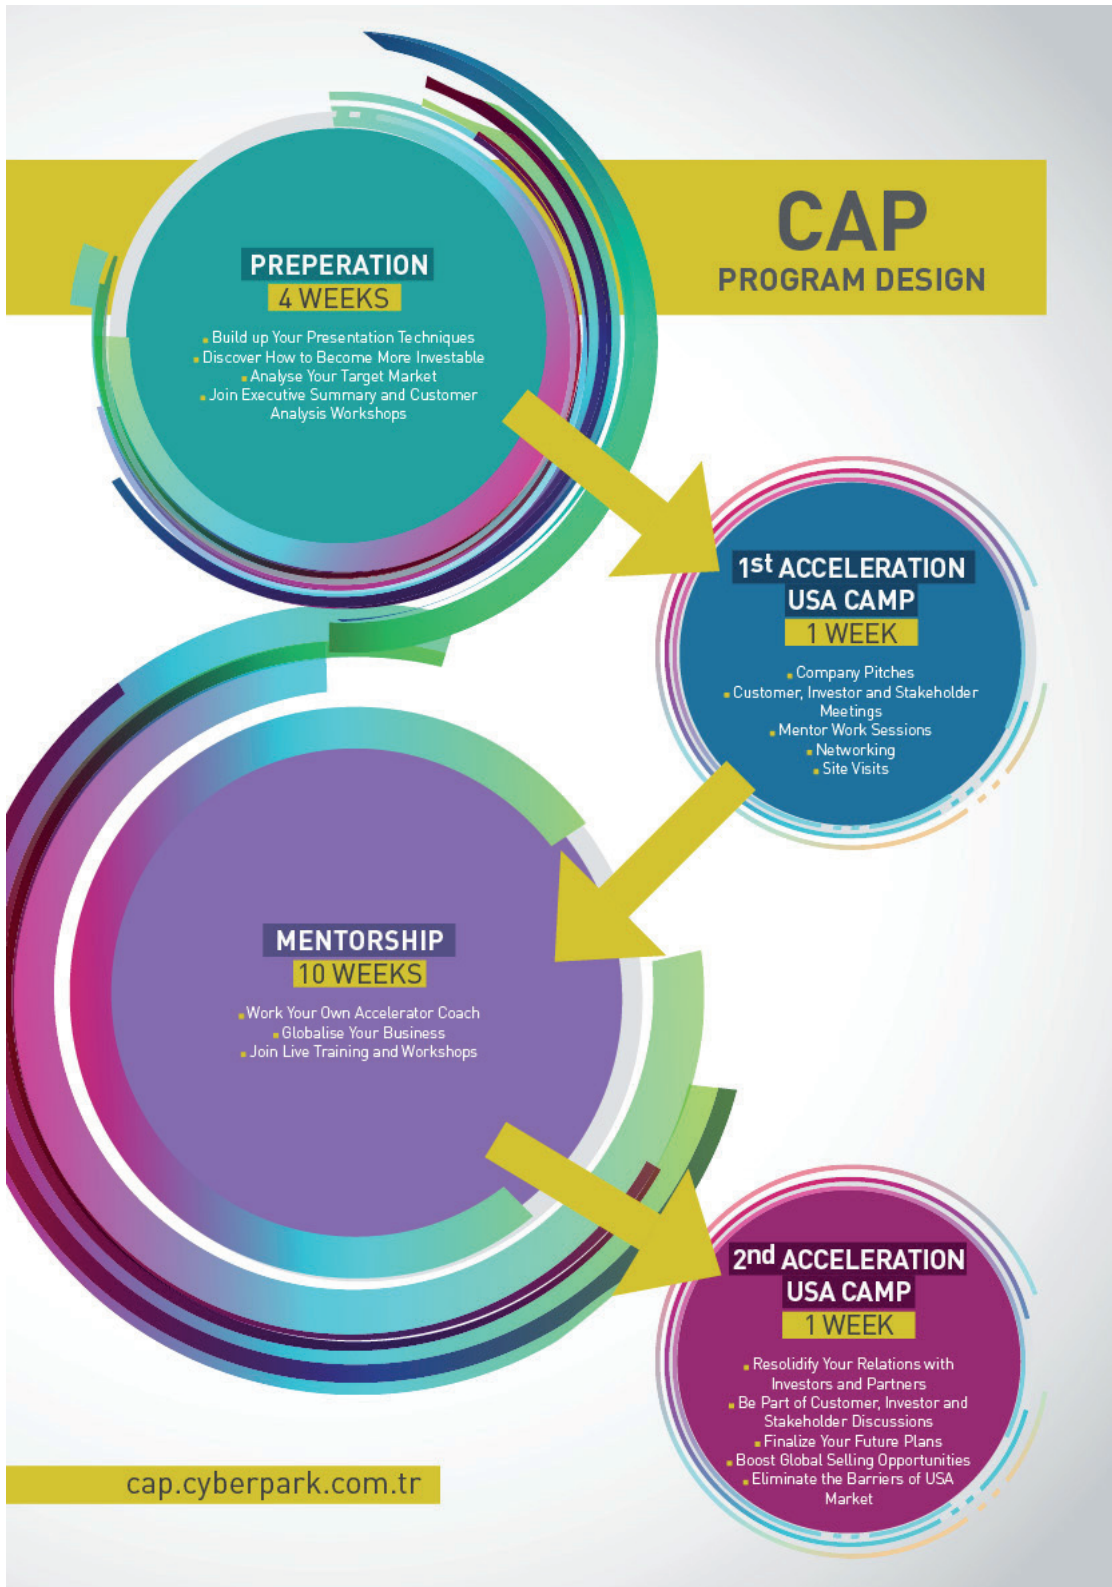 CAP
PROGRAM DESIGN
PREPERATION
4 WEEKS
Build up Your Presentation Techniques
Discover How to Become More Investable
Analyse Your Target Market
Join Executive Summary and Customer
Analysis Workshops
1st ACCELERATION
USA CAMP
1 WEEK
Company Pitches
Customer, Investor and Stakeholder
Meetings
Mentor Work Sessions
Networking
Site Visits
MENTORSHIP
10 WEEKS
Work Your Own Accelerator Coach
Globalise Your Business
Join Live Training and Workshops
2nd ACCELERATION
USA CAMP
1 WEEK
Resolidify Your Relations with
Investors and Partners
Be Part of Customer, Investor and
Stakeholder Discussions
Finalize Your Future Plans
Boost Global Selling Opportunities
Eliminate the Barriers of USA
Market
cap.cyberpark.com.tr